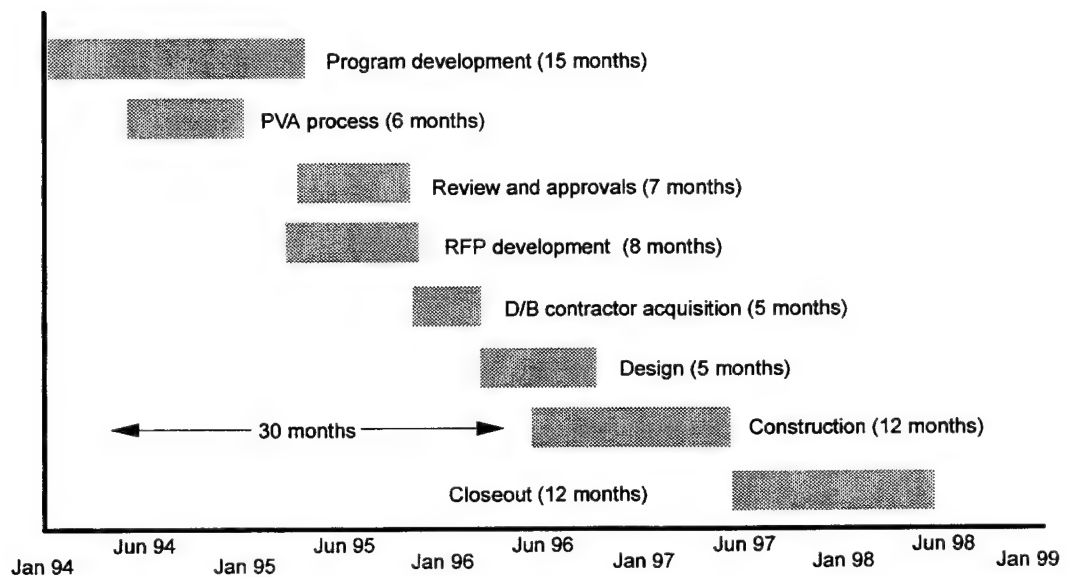 Program development (15 months)
PVA process (6 months)
Review and approvals (7 months)
RFP development (8 months)
D/B contractor acquisition (5 months)
Design (5 months)
30 months
Construction (12 months)
Closeout (12 months)
Jun 94 Jun 95 Jun 96 Jun 97 Jun 98
Jan 94 Jan 95 Jan 96 Jan 97 Jan 98 Jan 99